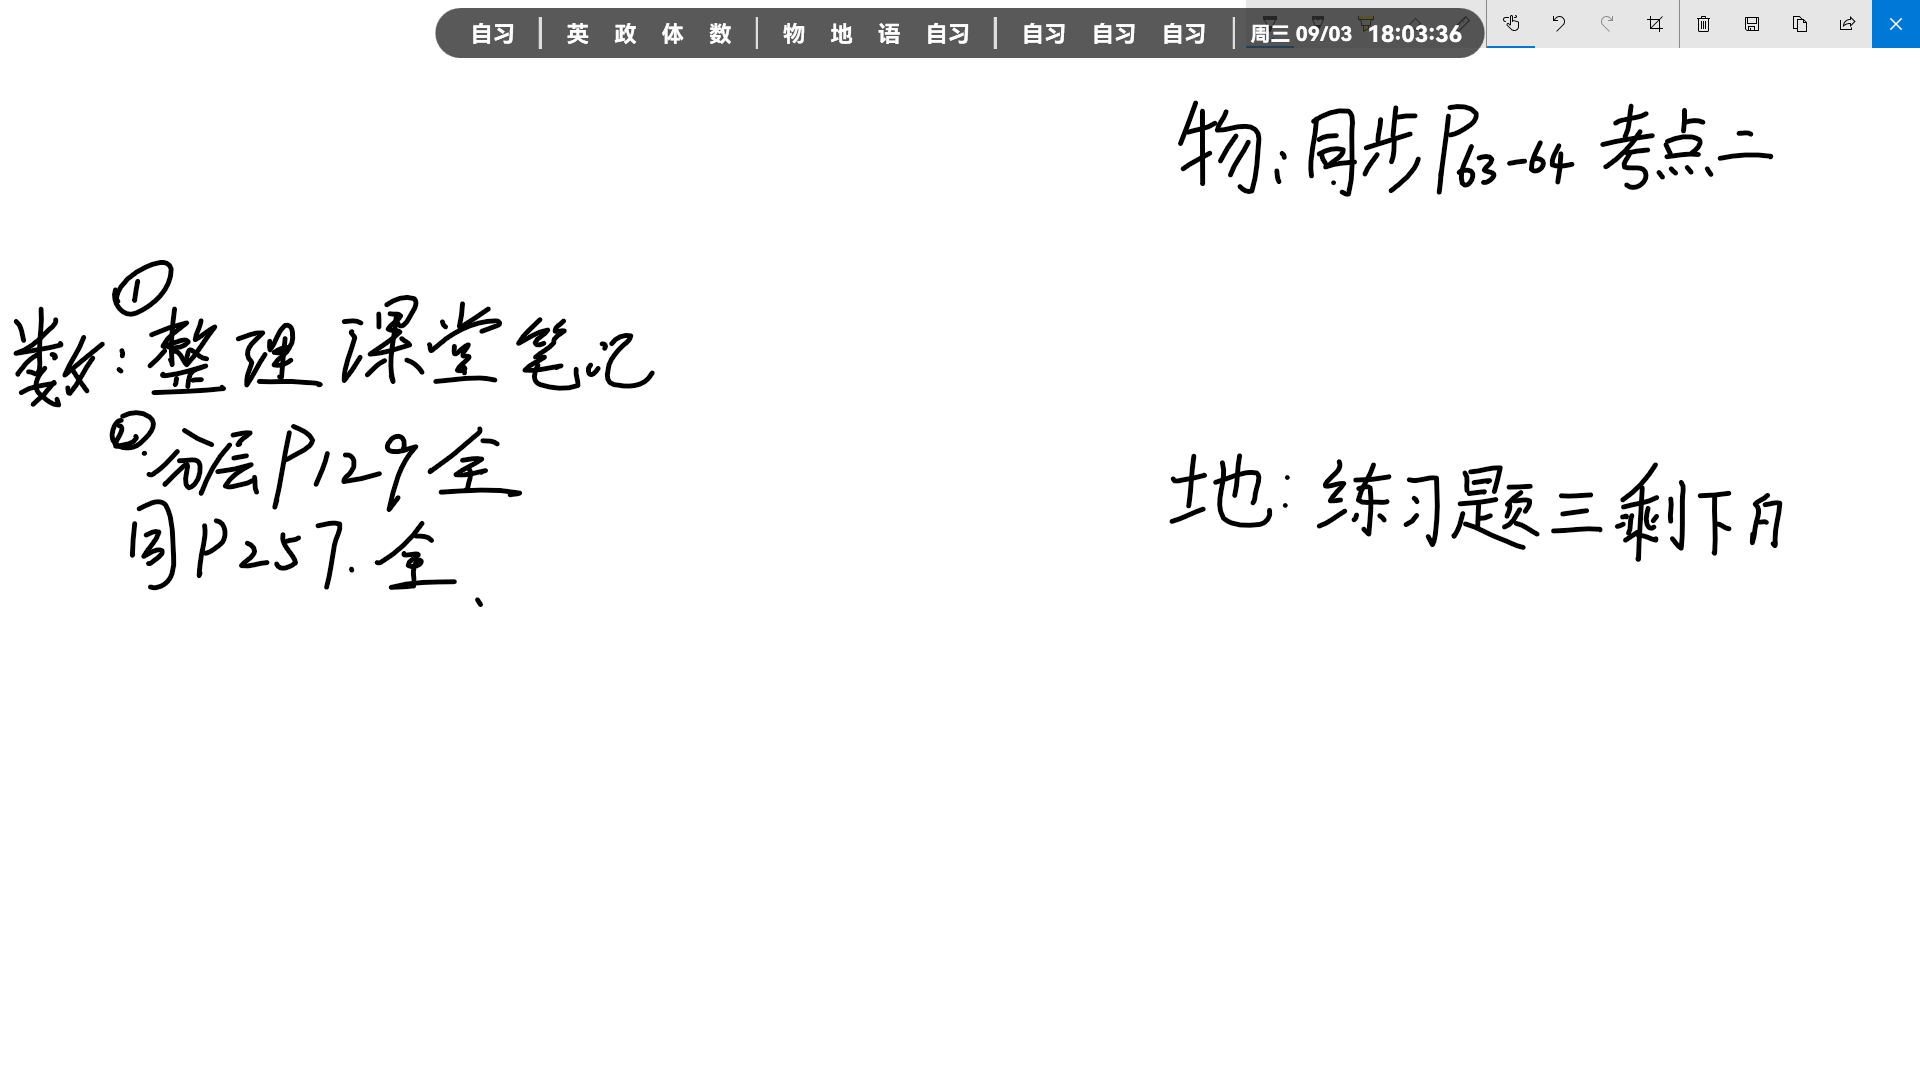 自习 | 英 政 体 数 | 物 地 语 自习 | 自习 自习 自习 | 周三 09/03 18:03:36
物:同步P63-64 考点二
数:①整理课堂笔记
②分层P129全
同P257.全、
地:练习题三剩下